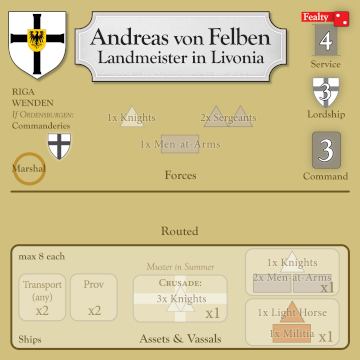 Andreas von Felben
Landmeister in Livonia
Fealty
4
Service
3
Lordship
3
Command
RIGA
WENDEN
If Ordensburgen:
Commanderies
Marshal
1x Knights
2x Sergeants
1x Men-at-Arms
Forces
Routed
max 8 each
Transport
(any)
x2
Prov
x2
Ships
Muster in Summer
Crusade:
3x Knights
x1
Assets & Vassals
1x Knights
2x Men-at-Arms
x1
1x Light Horse
1x Militia
x1